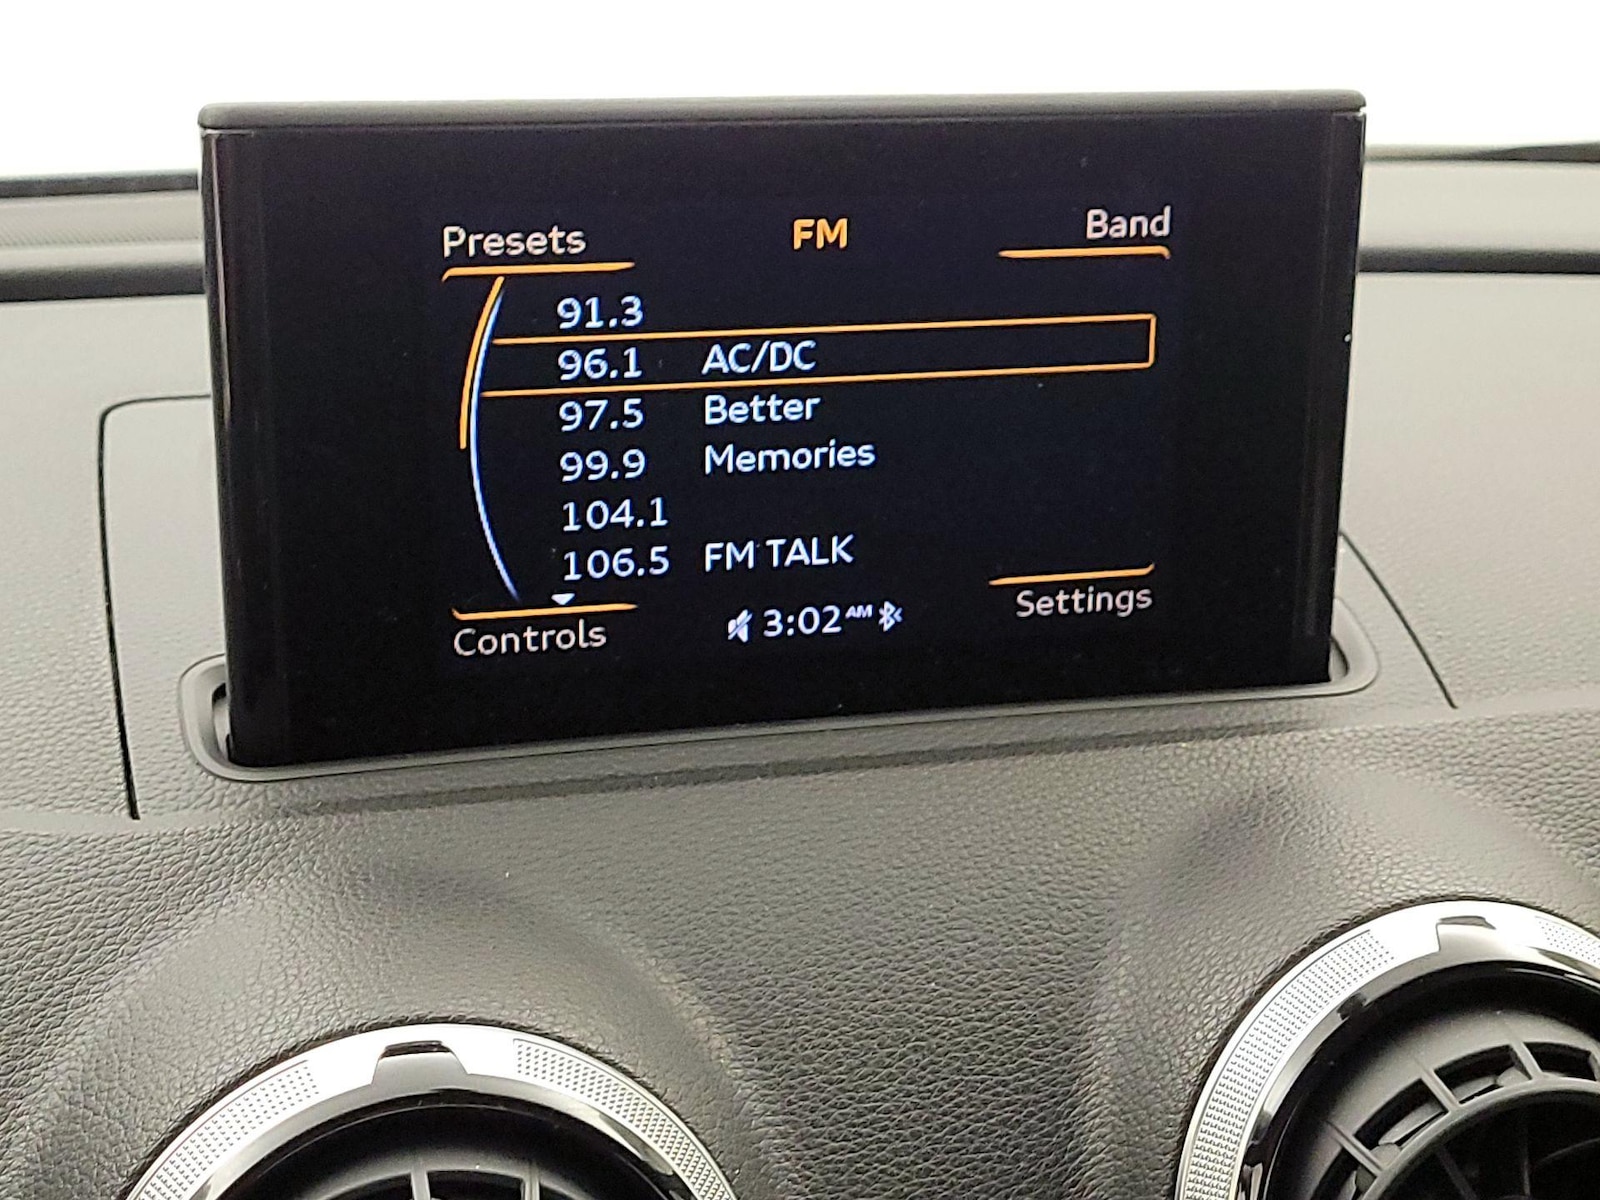 Presets FM Band
91.3
96.1 AC/DC
97.5 Better
99.9 Memories
104.1
106.5 FM TALK
Controls 3:02 AM Settings